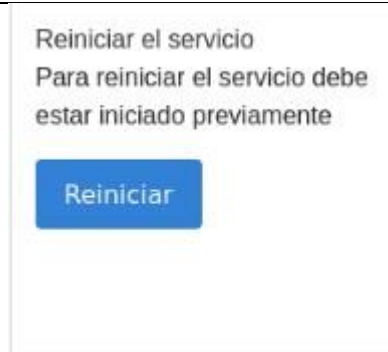 Reiniciar el servicio
Para reiniciar el servicio debe
estar iniciado previamente
Reiniciar